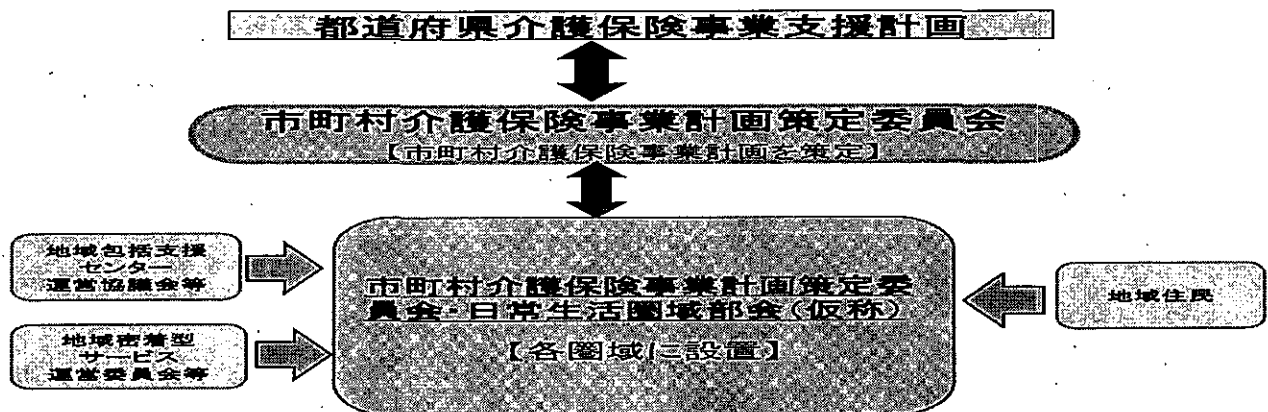 都道府県介護保険事業支援計画
市町村介護保険事業計画策定委員会
【市町村介護保険事業計画を策定】
地域包括支援
センター
運営協議会等
地域密着型
サービス
運営委員会等
市町村介護保険事業計画策定委
員会・日常生活圏域部会(仮称)
【各圏域に設置】
地域住民